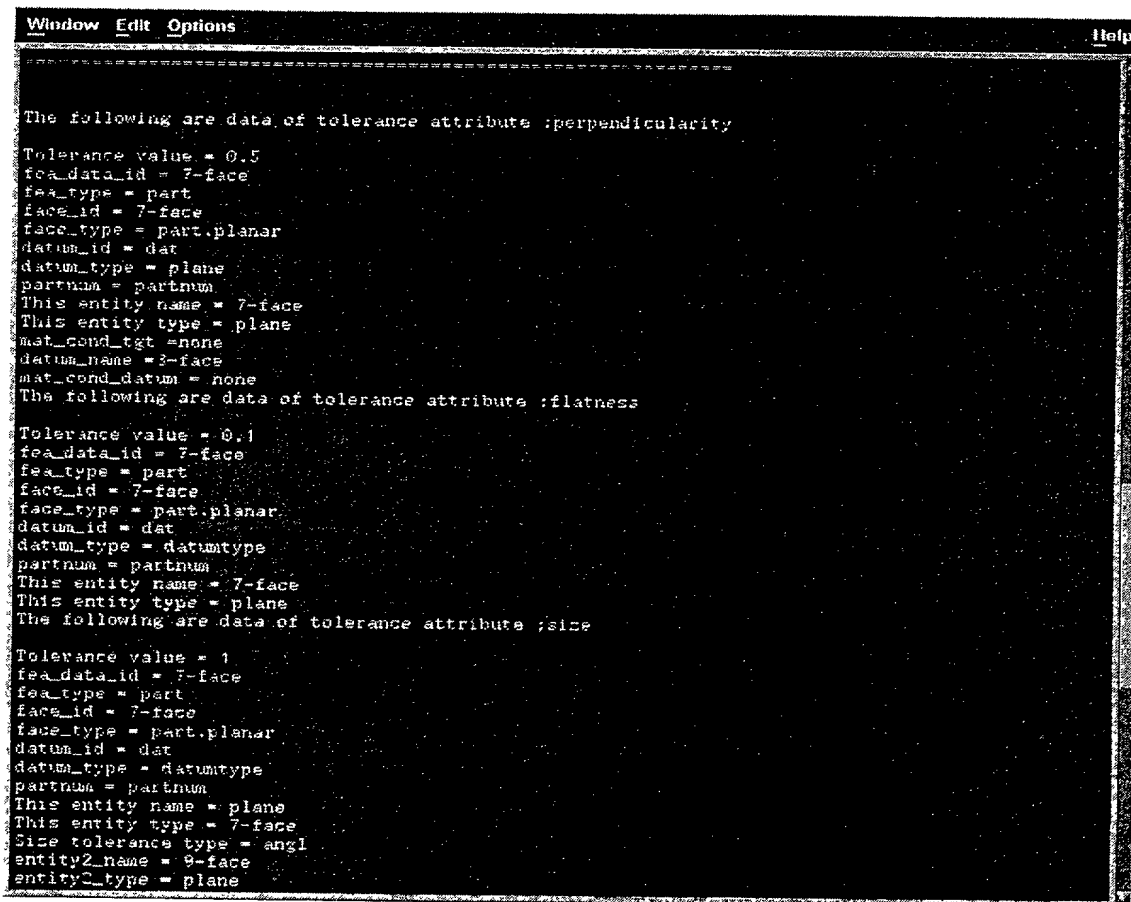 Window Edit Options Help
==================================================================
The following are data of tolerance attribute :perpendicularity
Tolerance value = 0.5
fea_data_id = 7-face
fea_type = part
face_id = 7-face
face_type = part.planar
datum_id = dat
datum_type = plane
partnum = partnum
This entity name = 7-face
This entity type = plane
mat_cond_tgt =none
datum_name =3-face
mat_cond_datum = none
The following are data of tolerance attribute :flatness
Tolerance value = 0.1
fea_data_id = 7-face
fea_type = part
face_id = 7-face
face_type = part.planar
datum_id = dat
datum_type = datumtype
partnum = partnum
This entity name = 7-face
This entity type = plane
The following are data of tolerance attribute :size
Tolerance value = 1
fea_data_id = 7-face
fea_type = part
face_id = 7-face
face_type = part.planar
datum_id = dat
datum_type = datumtype
partnum = partnum
This entity name = plane
This entity type = 7-face
Size tolerance type = angl
entity2_name = 9-face
entity2_type = plane